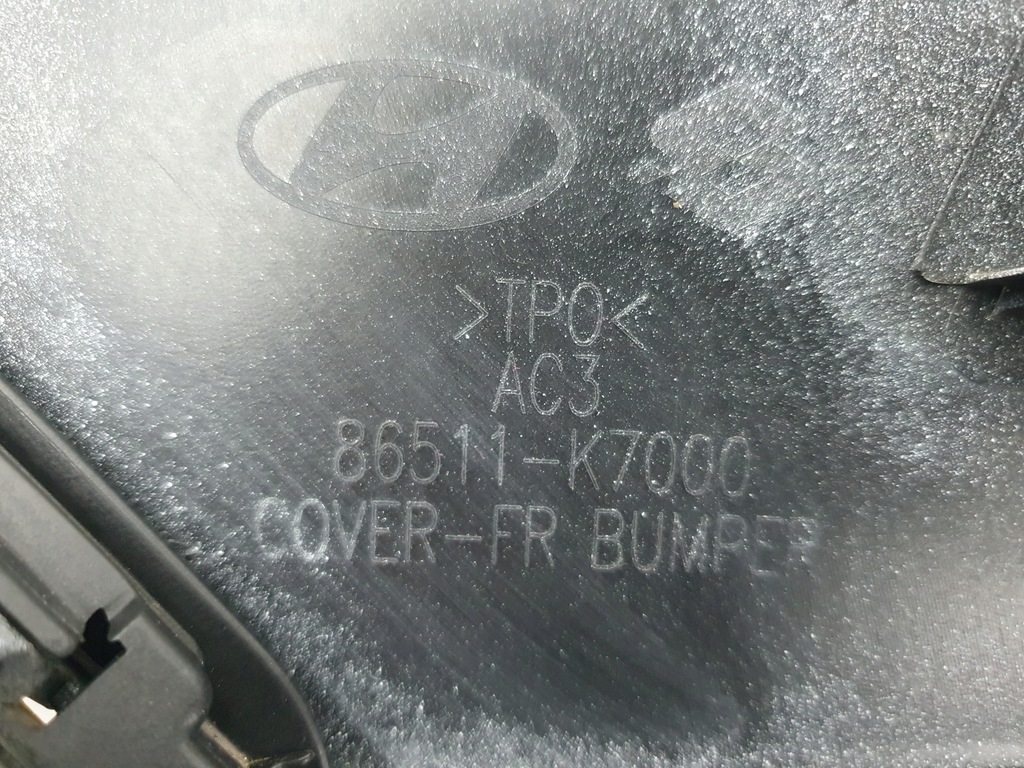 >TPO<
AC3
86511-K7000
COVER-FR BUMPER